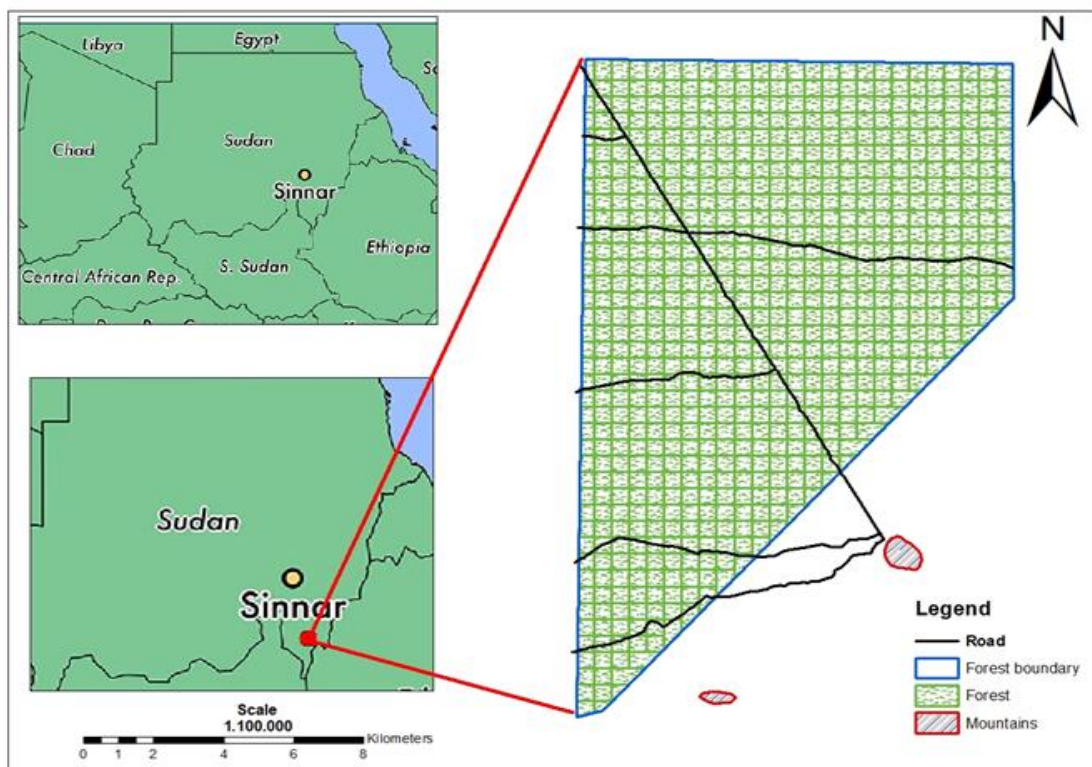 Libya
Egypt
Chad
Sudan
Sinnar
Ethiopia
S. Sudan
Central African Rep.
Sudan
Sinnar
Scale
1.100.000
Kilometers
0 1 2 4 6 8
N
Legend
Road
Forest boundary
Forest
Mountains